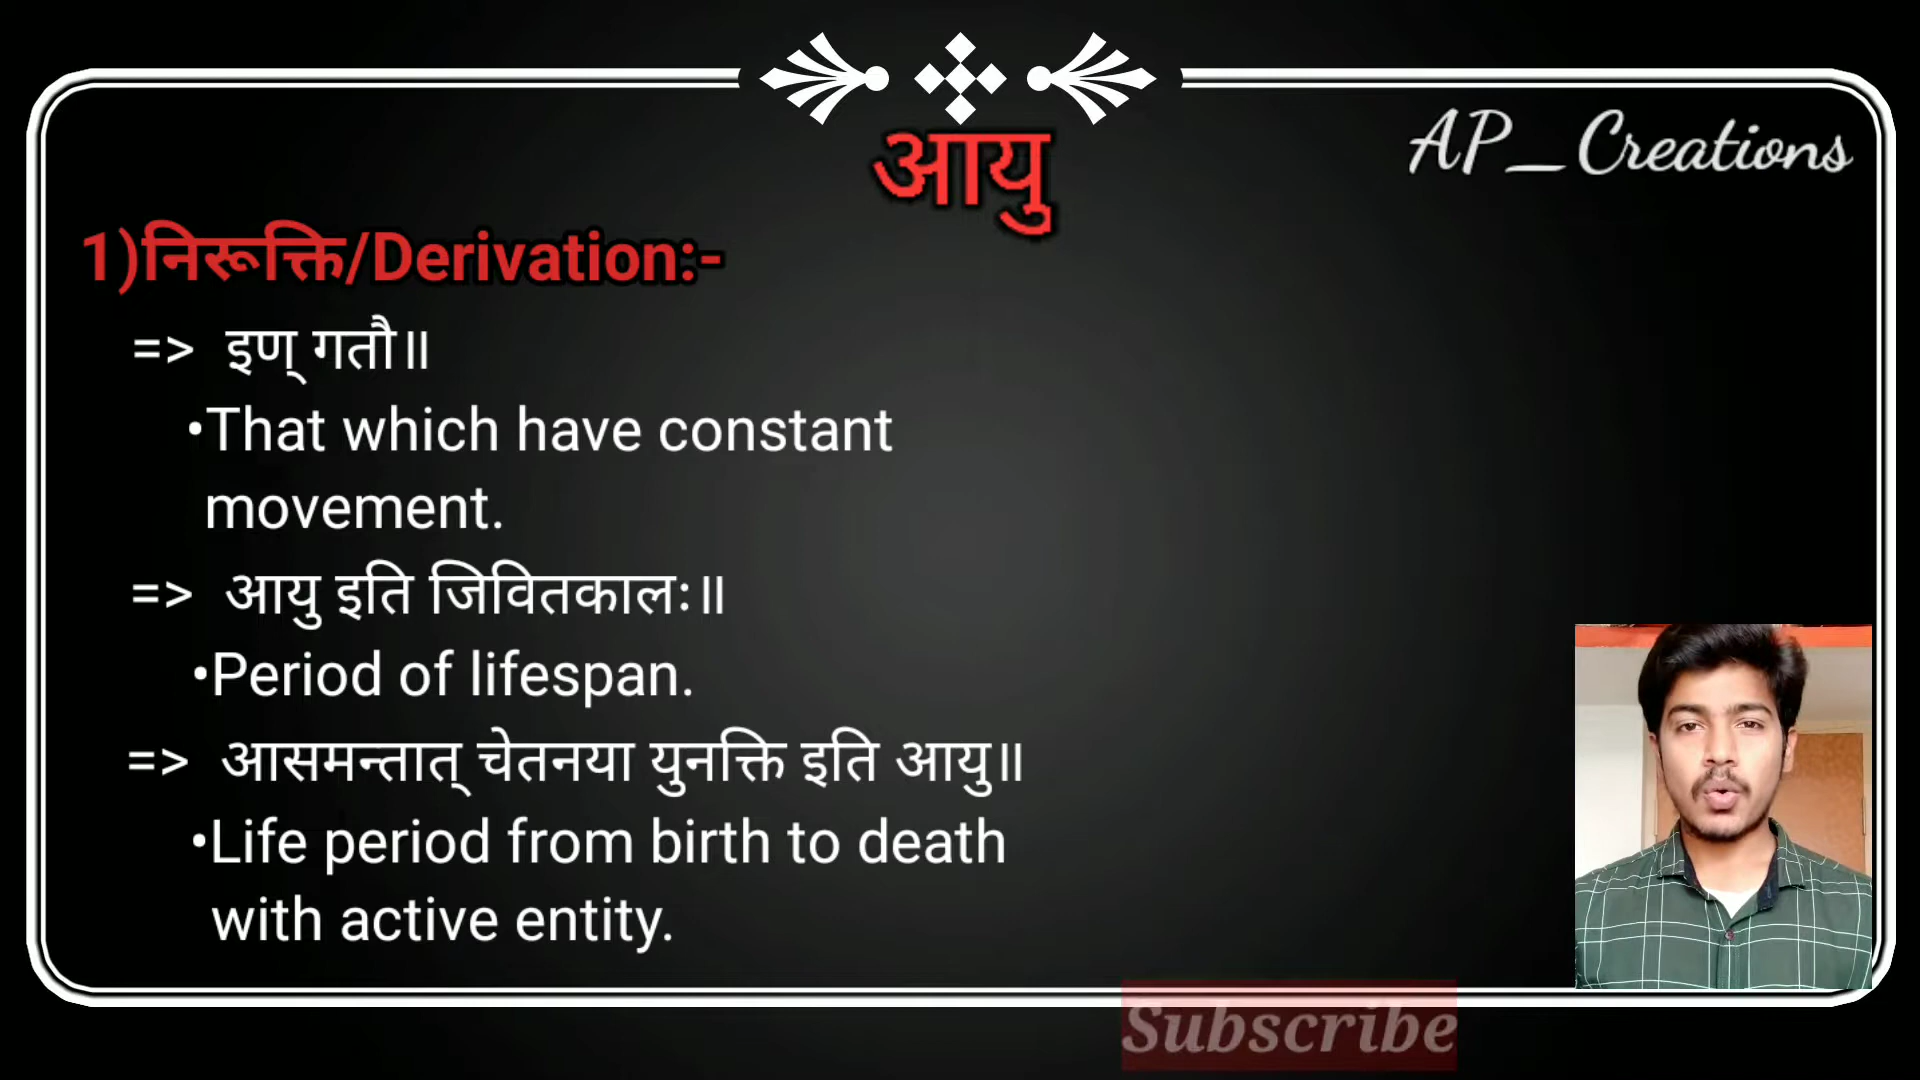 AP_Creations
आयु
1)निरूक्ति/Derivation:-
=> इण् गतौ॥
•That which have constant
movement.
=> आयु इति जिवितकालः॥
•Period of lifespan.
=> आसमन्तात् चेतनया युनक्ति इति आयु॥
•Life period from birth to death
with active entity.
Subscribe